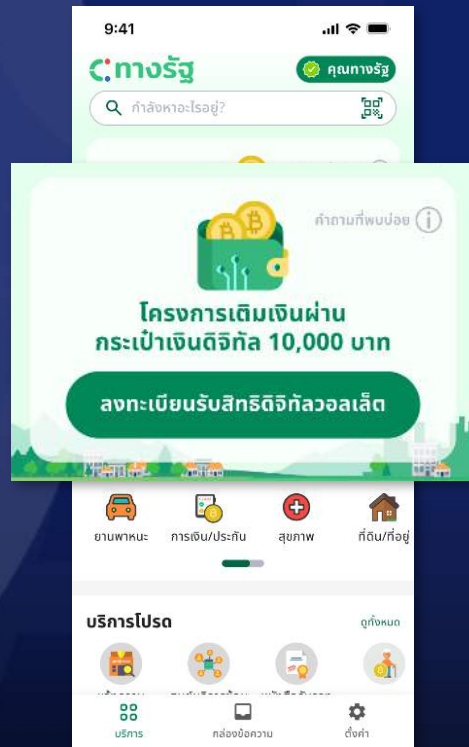 9:41
ทางรัฐ
คุณทางรัฐ
กำลังหาอะไรอยู่?
คำถามที่พบบ่อย
โครงการเติมเงินผ่าน
กระเป๋าเงินดิจิทัล 10,000 บาท
ลงทะเบียนรับสิทธิดิจิทัลวอลเล็ต
ยานพาหนะ การเงิน/ประกัน สุขภาพ ที่ดิน/ที่อยู่
บริการโปรด ดูทั้งหมด
บริการ กล่องข้อความ ตั้งค่า